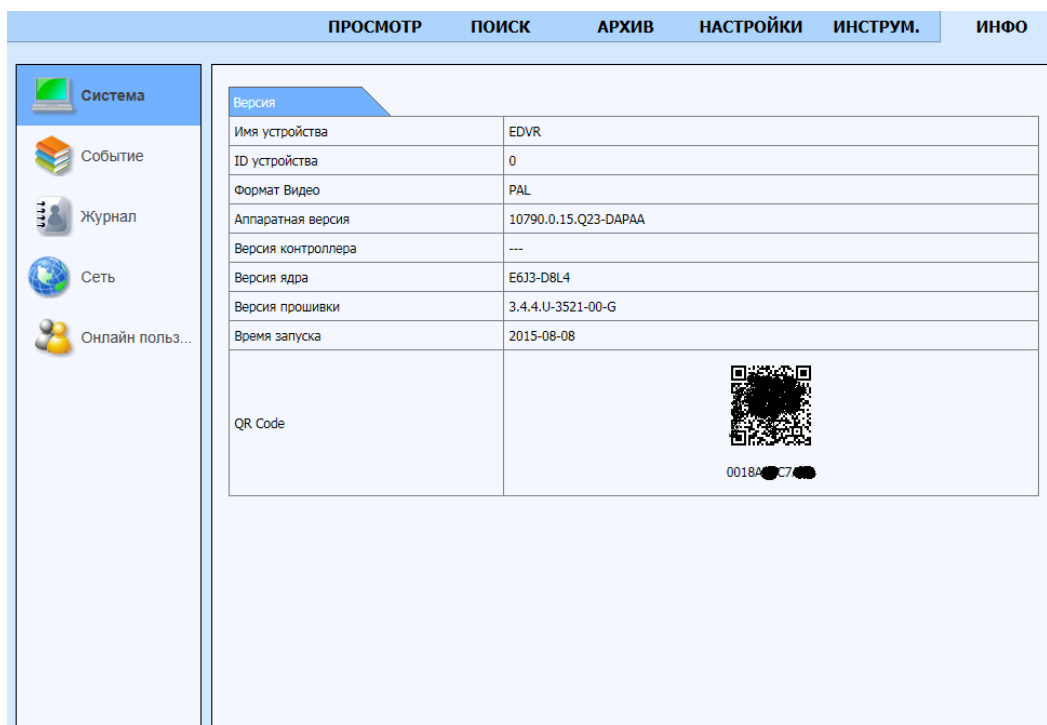 ПРОСМОТР ПОИСК АРХИВ НАСТРОЙКИ ИНСТРУМ. ИНФО
Система
Событие
Журнал
Сеть
Онлайн польз...
Версия
Имя устройства EDVR
ID устройства 0
Формат Видео PAL
Аппаратная версия 10790.0.15.Q23-DAPAA
Версия контроллера ---
Версия ядра E6J3-D8L4
Версия прошивки 3.4.4.U-3521-00-G
Время запуска 2015-08-08
QR Code